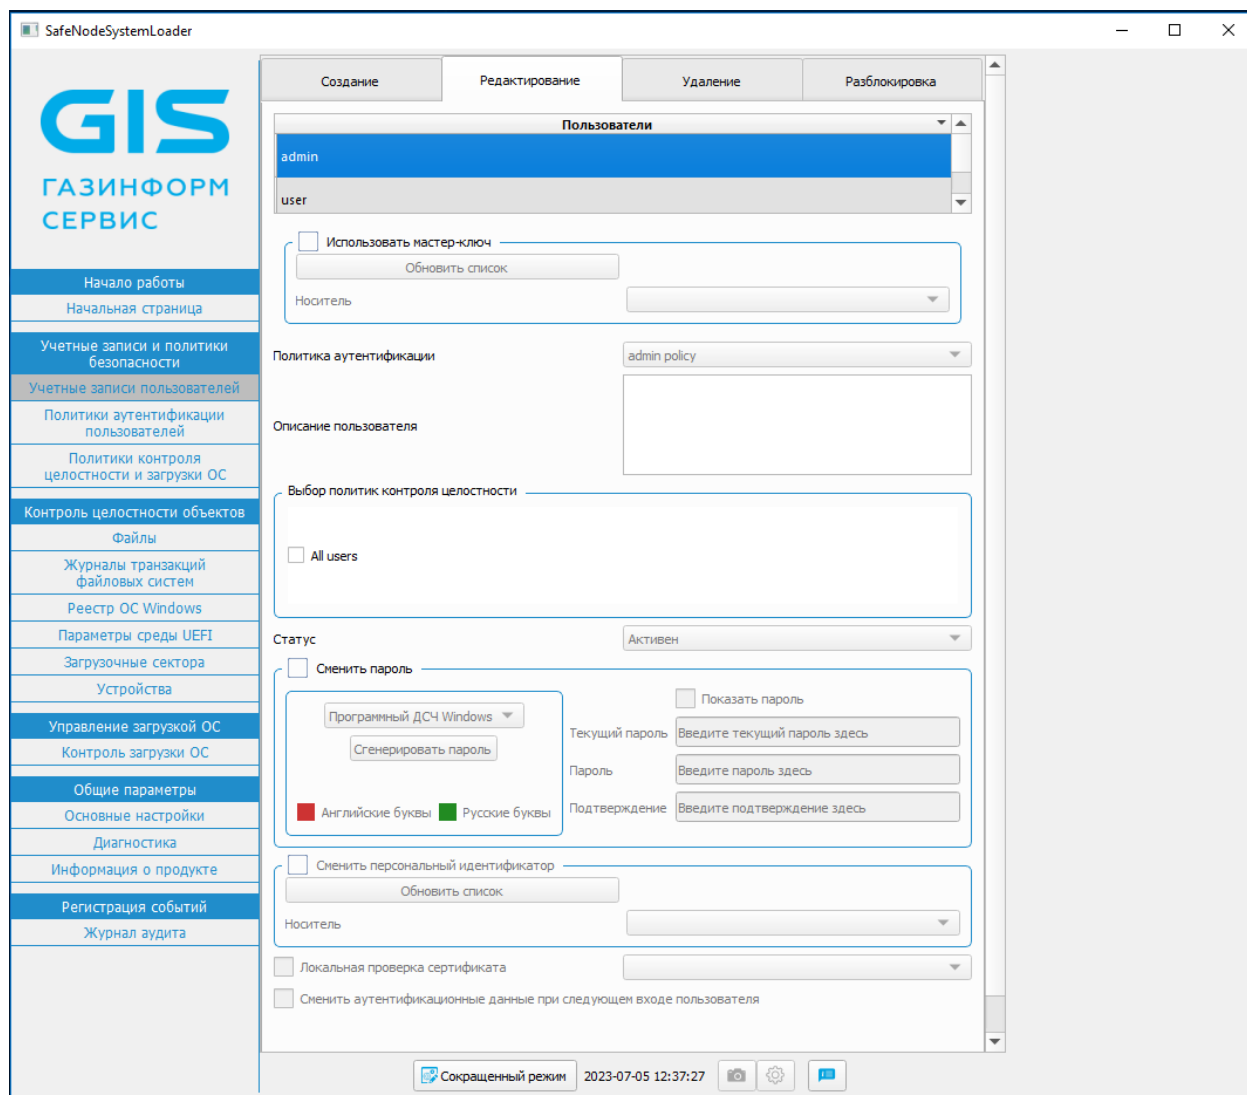 SafeNodeSystemLoader
GIS
ГАЗИНФОРМ
СЕРВИС
Начало работы
Начальная страница
Учетные записи и политики
безопасности
Учетные записи пользователей
Политики аутентификации
пользователей
Политики контроля
целостности и загрузки ОС
Контроль целостности объектов
Файлы
Журналы транзакций
файловых систем
Реестр ОС Windows
Параметры среды UEFI
Загрузочные сектора
Устройства
Управление загрузкой ОС
Контроль загрузки ОС
Общие параметры
Основные настройки
Диагностика
Информация о продукте
Регистрация событий
Журнал аудита
Создание
Редактирование
Удаление
Разблокировка
Пользователи
admin
user
Использовать мастер-ключ
Обновить список
Носитель
Политика аутентификации
admin policy
Описание пользователя
Выбор политик контроля целостности
All users
Статус
Активен
Сменить пароль
Программный ДСЧ Windows
Сгенерировать пароль
Английские буквы
Русские буквы
Показать пароль
Текущий пароль
Введите текущий пароль здесь
Пароль
Введите пароль здесь
Подтверждение
Введите подтверждение здесь
Сменить персональный идентификатор
Обновить список
Носитель
Локальная проверка сертификата
Сменить аутентификационные данные при следующем входе пользователя
Сокращенный режим
2023-07-05 12:37:27